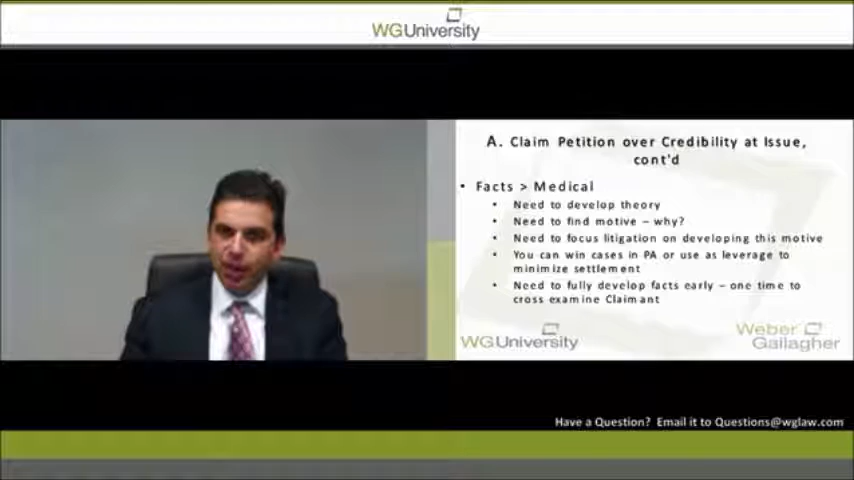 WGUniversity
A. Claim Petition over Credibility at Issue,
cont'd
• Facts > Medical
• Need to develop theory
• Need to find motive – why?
• Need to focus litigation on developing this motive
• You can win cases in PA or use as leverage to
minimize settlement
• Need to fully develop facts early – one time to
cross examine Claimant
WGUniversity
Weber
Gallagher
Have a Question? Email it to Questions@wglaw.com